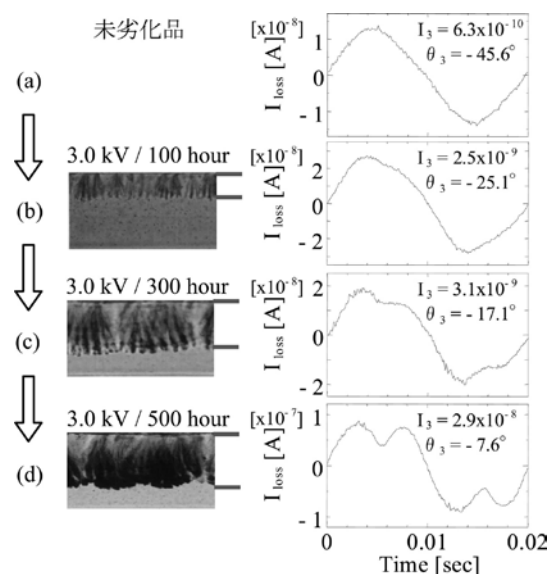 未劣化品
(a)
[x10⁻⁸]
I loss [A]
1
0
-1
I₃ = 6.3x10⁻¹⁰
θ₃ = - 45.6°
3.0 kV / 100 hour
(b)
[x10⁻⁸]
I loss [A]
2
0
-2
I₃ = 2.5x10⁻⁹
θ₃ = - 25.1°
3.0 kV / 300 hour
(c)
[x10⁻⁸]
I loss [A]
2
0
-2
I₃ = 3.1x10⁻⁹
θ₃ = - 17.1°
3.0 kV / 500 hour
(d)
[x10⁻⁷]
I loss [A]
1
0
-1
I₃ = 2.9x10⁻⁸
θ₃ = - 7.6°
0 0.01 0.02
Time [sec]